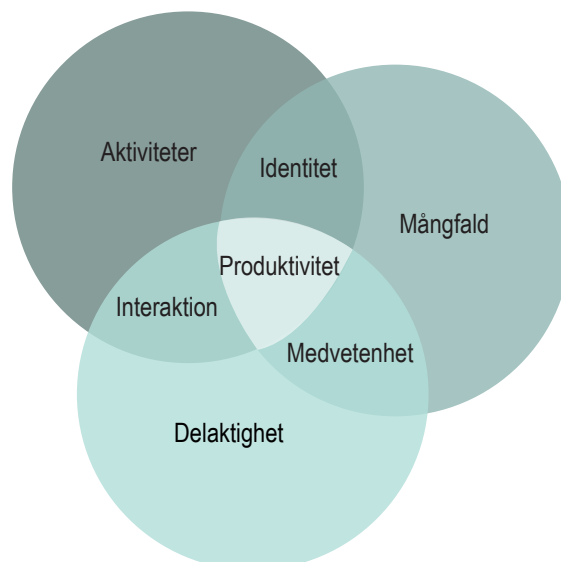 Aktiviteter
Identitet
Mångfald
Produktivitet
Interaktion
Medvetenhet
Delaktighet